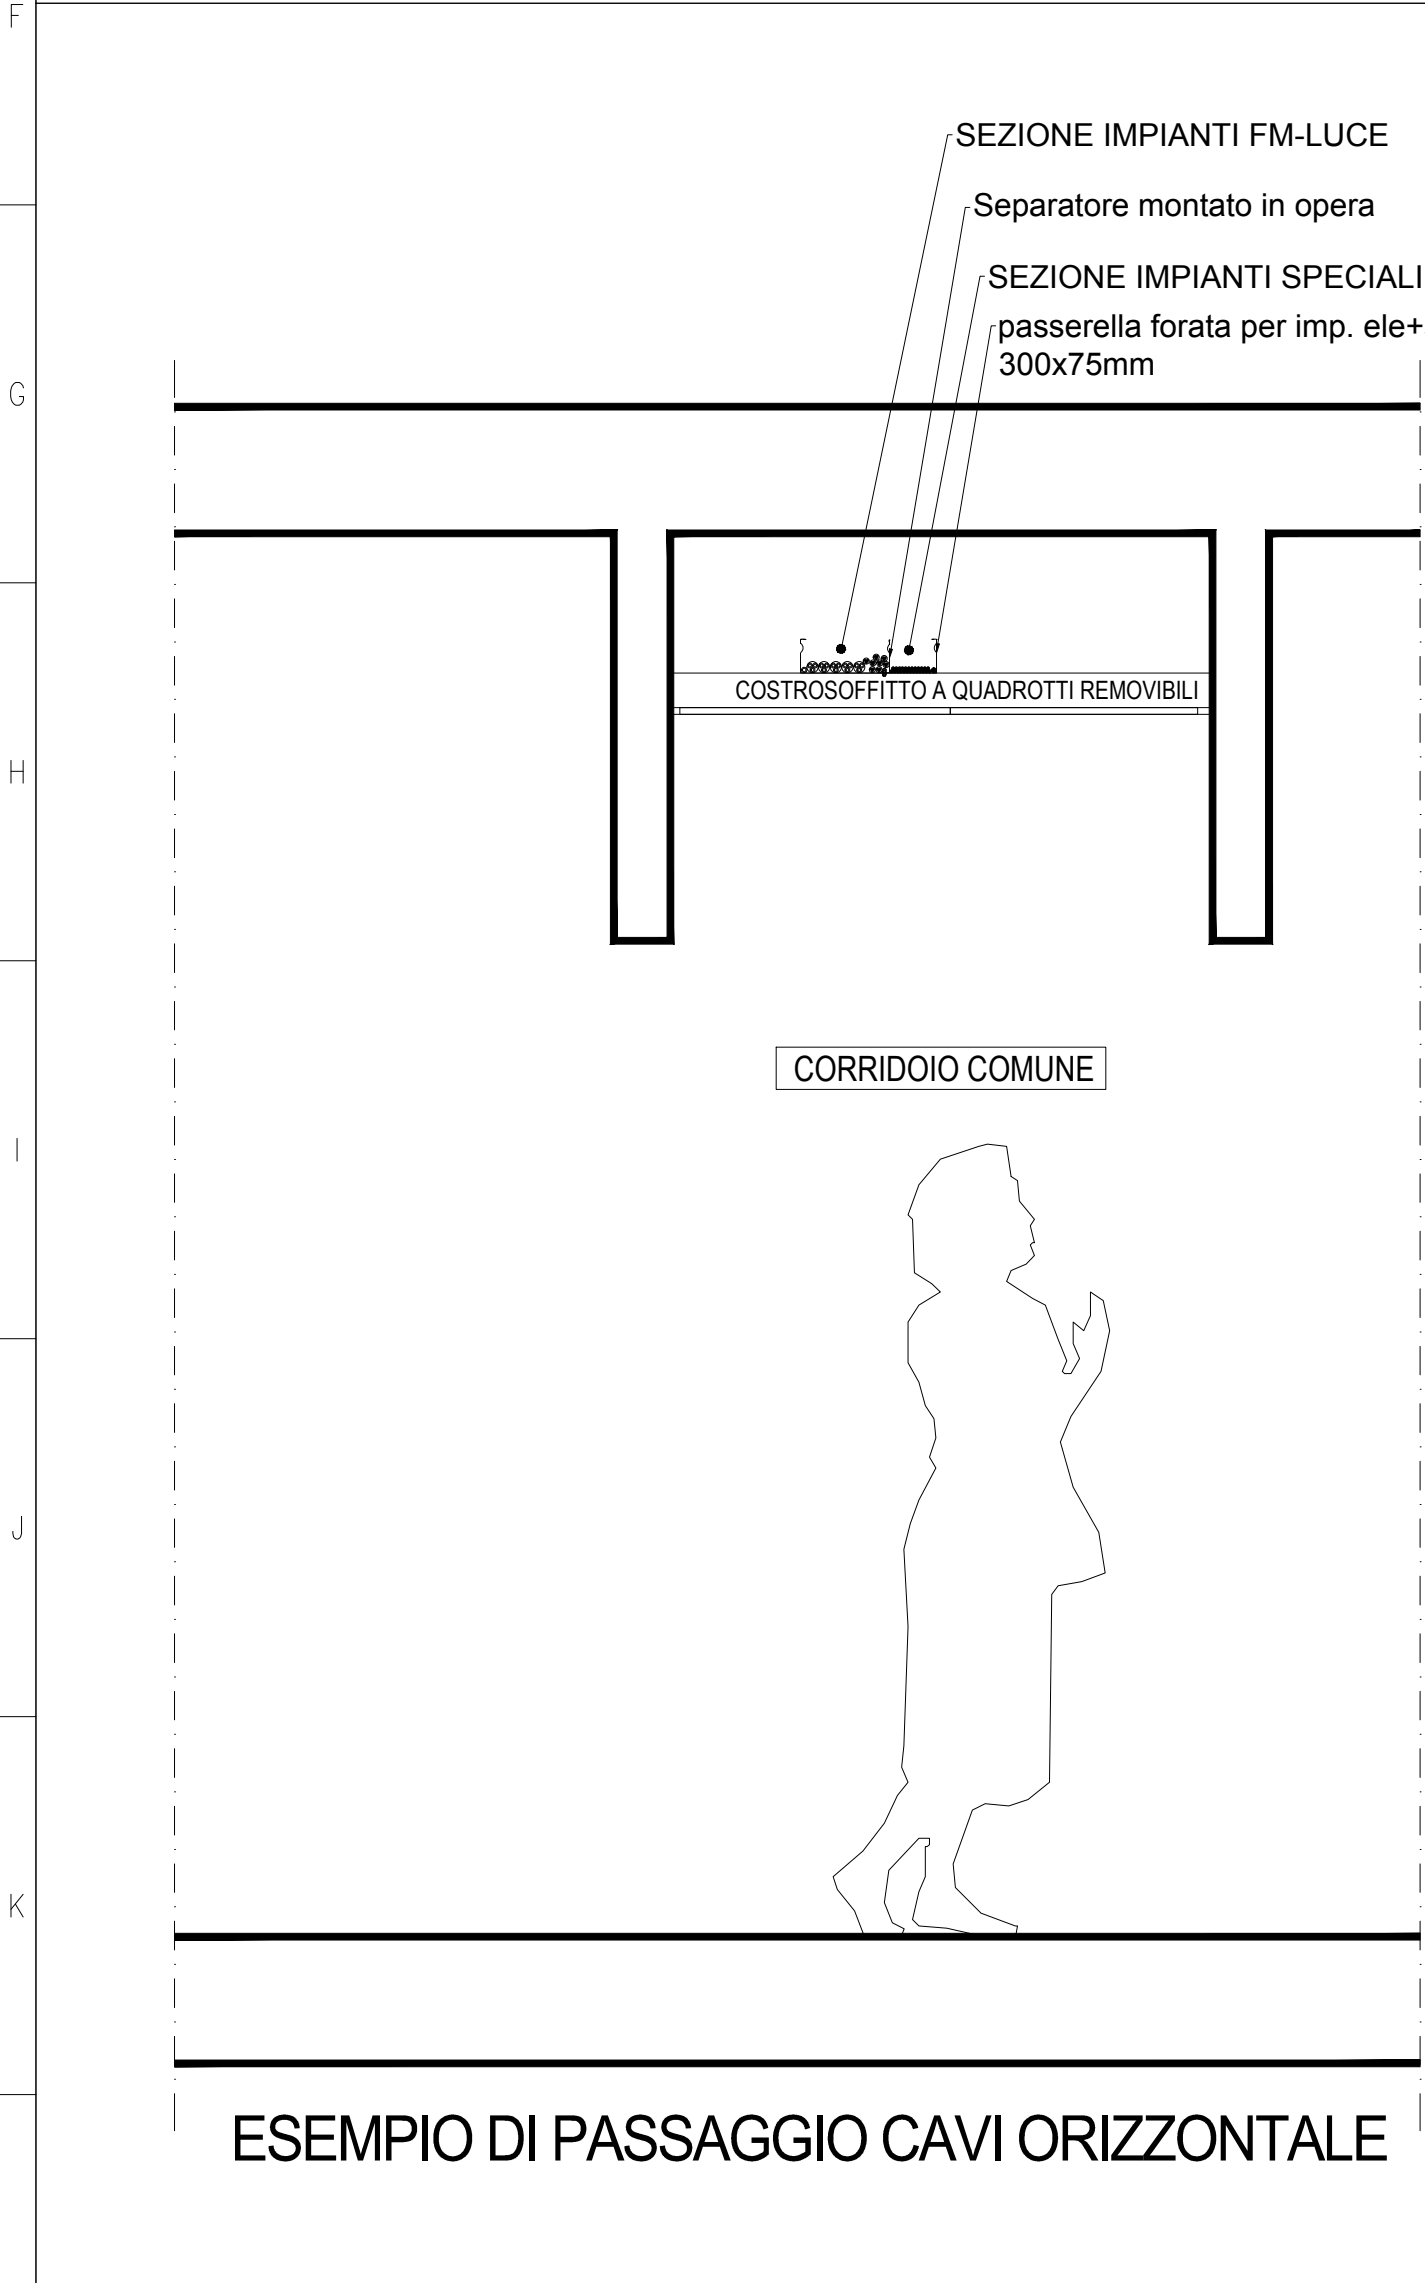 F
SEZIONE IMPIANTI FM-LUCE
Separatore montato in opera
SEZIONE IMPIANTI SPECIALI
passerella forata per imp. ele+
300x75mm
G
COSTROSOFFITTO A QUADROTTI REMOVIBILI
H
CORRIDOIO COMUNE
I
J
K
ESEMPIO DI PASSAGGIO CAVI ORIZZONTALE